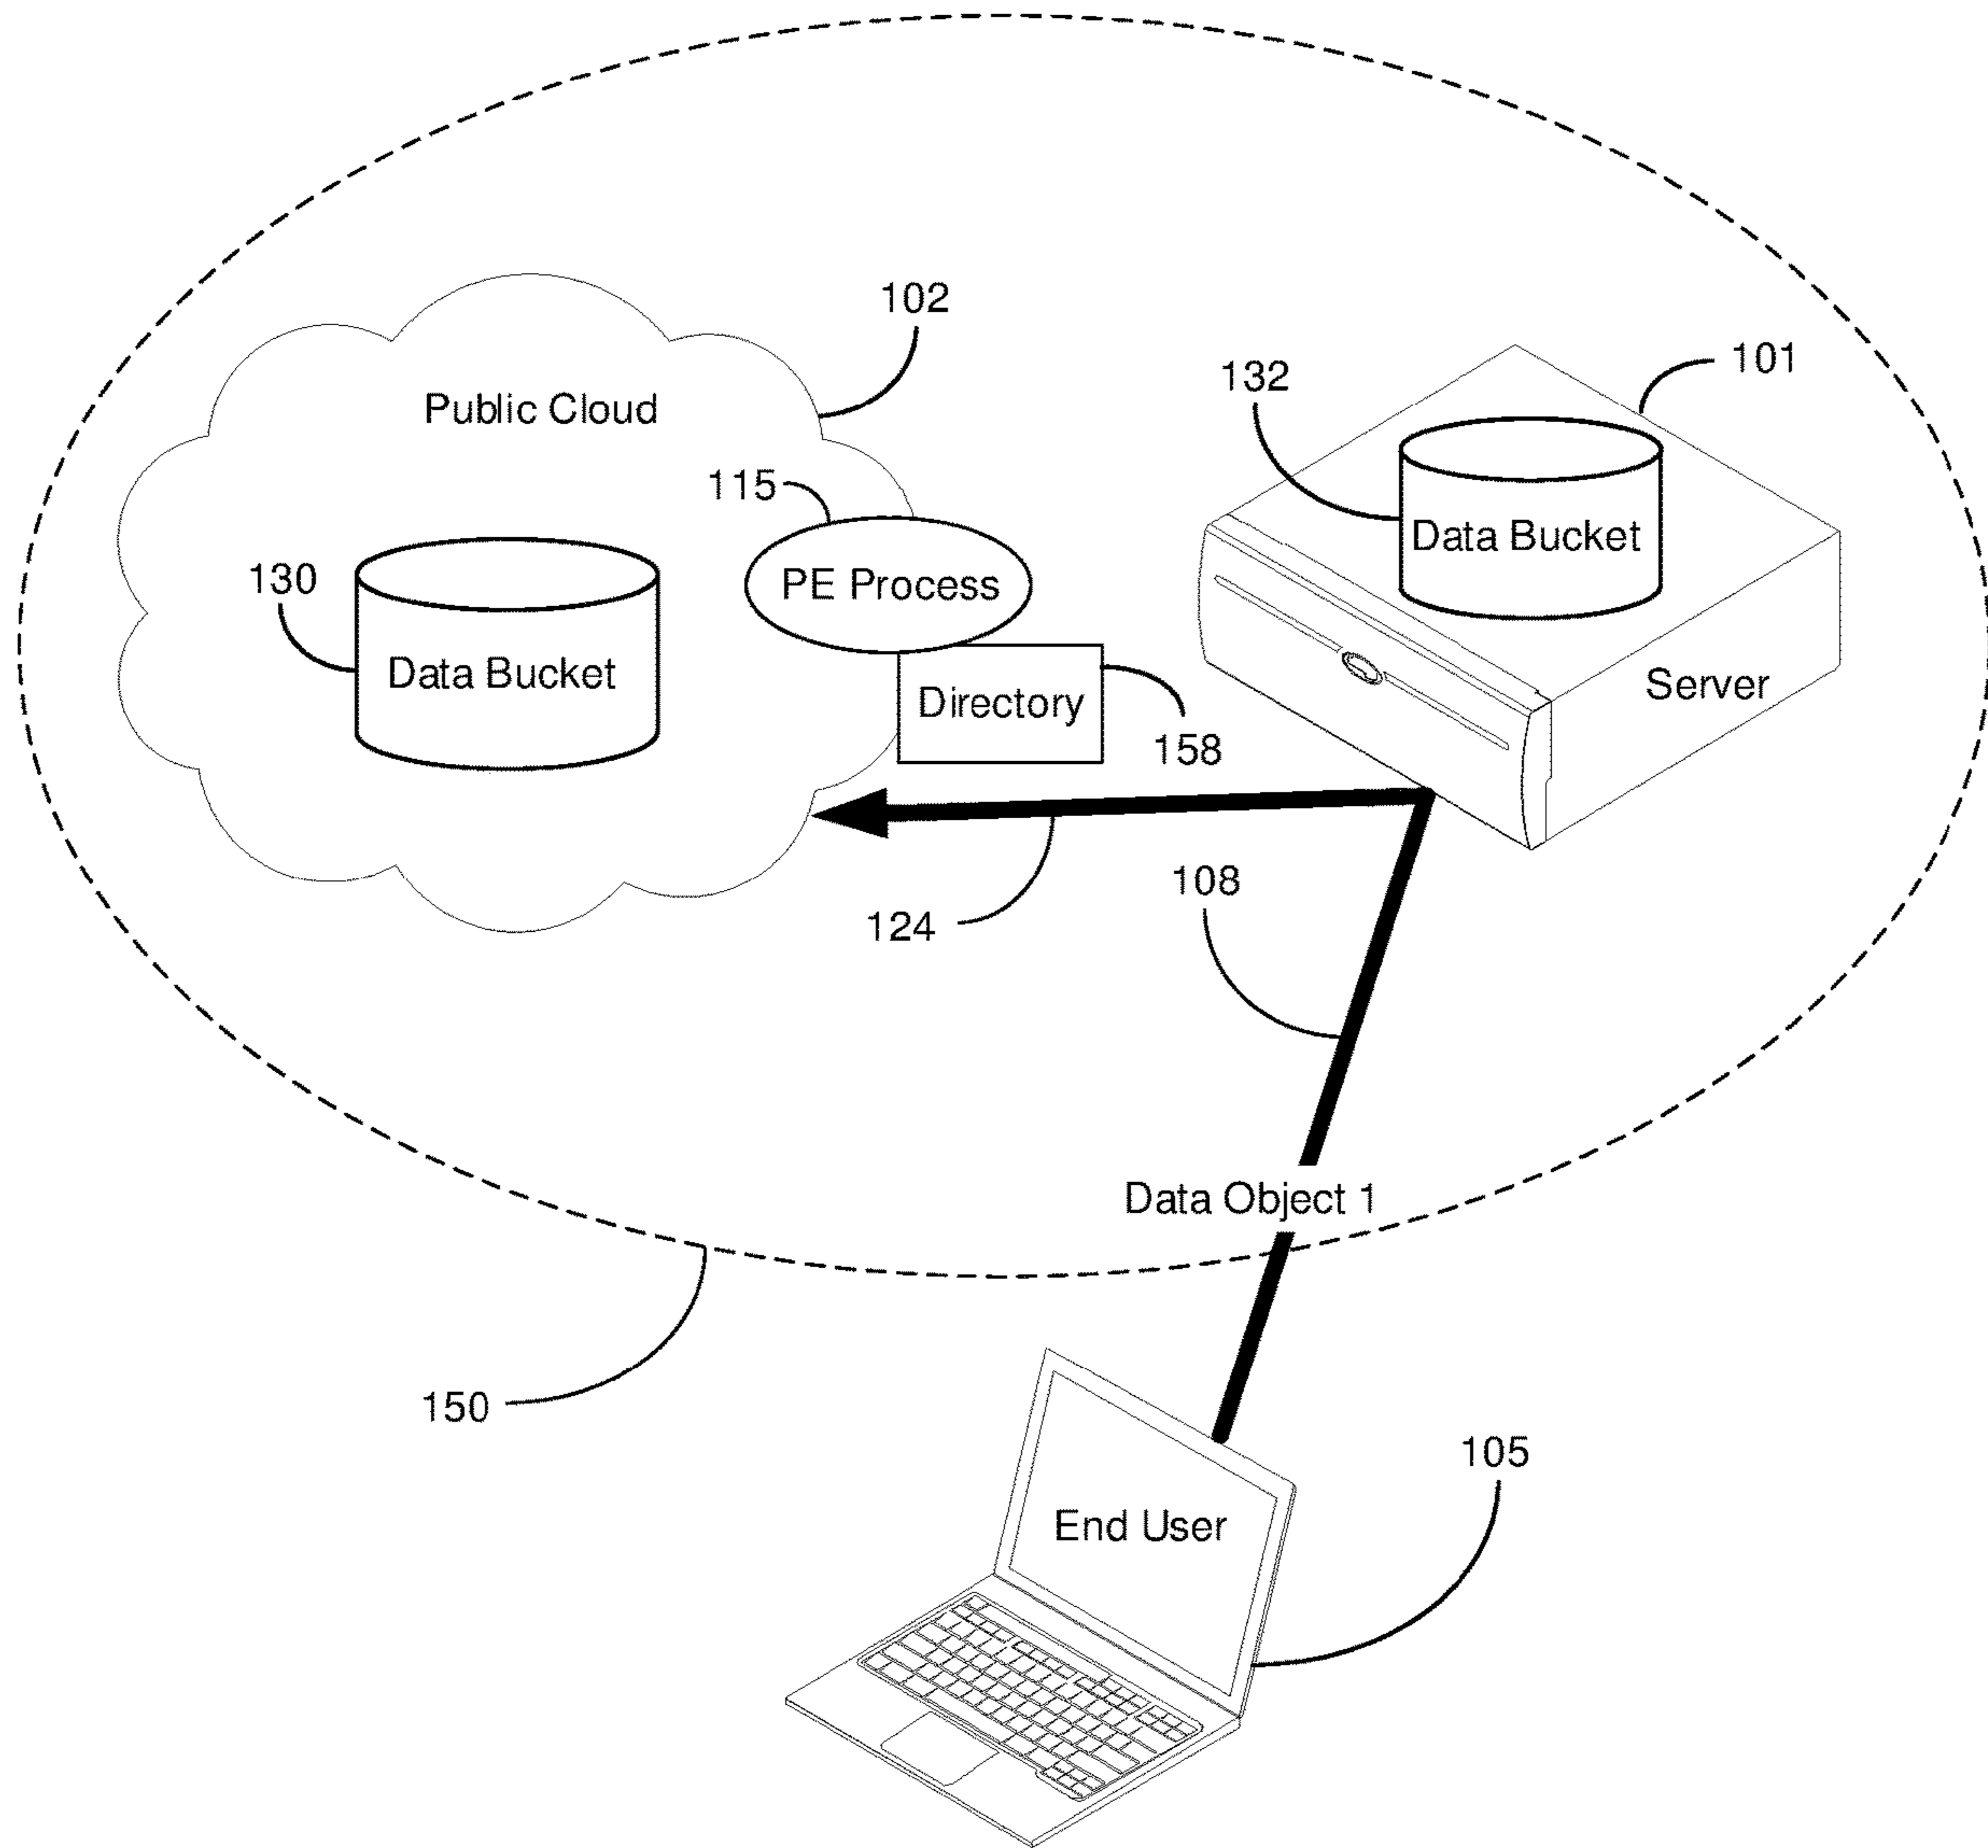 102
101
132
Public Cloud
115
Data Bucket
130
PE Process
Data Bucket
Server
Directory
158
108
124
Data Object 1
150
105
End User